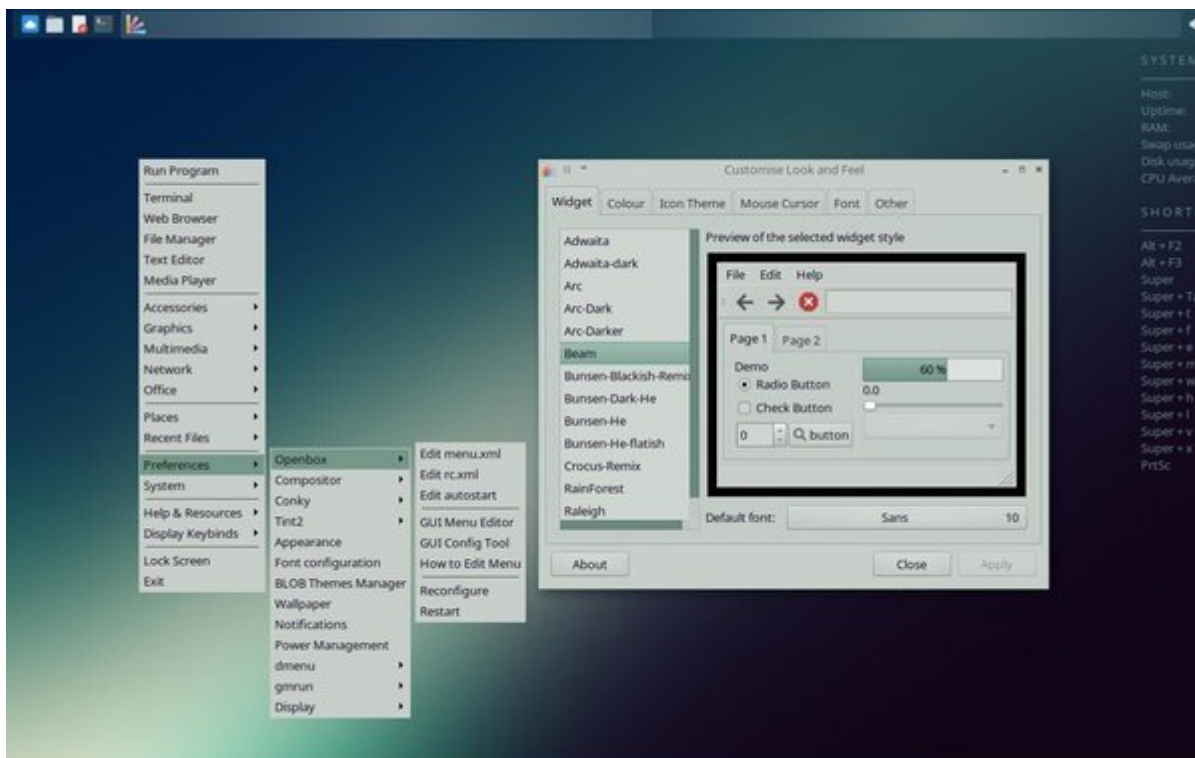 Run Program
Terminal
Web Browser
File Manager
Text Editor
Media Player
Accessories
Graphics
Multimedia
Network
Office
Places
Recent Files
Preferences
System
Help & Resources
Display Keybinds
Lock Screen
Exit
Openbox
Compositor
Conky
Tint2
Appearance
Font configuration
BLOB Themes Manager
Wallpaper
Notifications
Power Management
dmenu
gmrun
Display
Edit menu.xml
Edit rc.xml
Edit autostart
GUI Menu Editor
GUI Config Tool
How to Edit Menu
Reconfigure
Restart
Customise Look and Feel
Widget Colour Icon Theme Mouse Cursor Font Other
Adwaita
Adwaita-dark
Arc
Arc-Dark
Arc-Darker
Beam
Bunsen-Blackish-Remix
Bunsen-Dark-He
Bunsen-He
Bunsen-He-flatish
Crocus-Remix
RainForest
Raleigh
Preview of the selected widget style
File Edit Help
Page 1 Page 2
Demo
Radio Button
Check Button
0 button
60 %
0.0
Default font: Sans 10
About Close Apply
SYSTEM
Host:
Uptime:
RAM:
Swap usa
Disk usag
CPU Aver
SHORT
Alt + F2
Alt + F3
Super
Super + T
Super + t
Super + f
Super + e
Super + m
Super + w
Super + h
Super + l
Super + v
Super + x
PrtSc